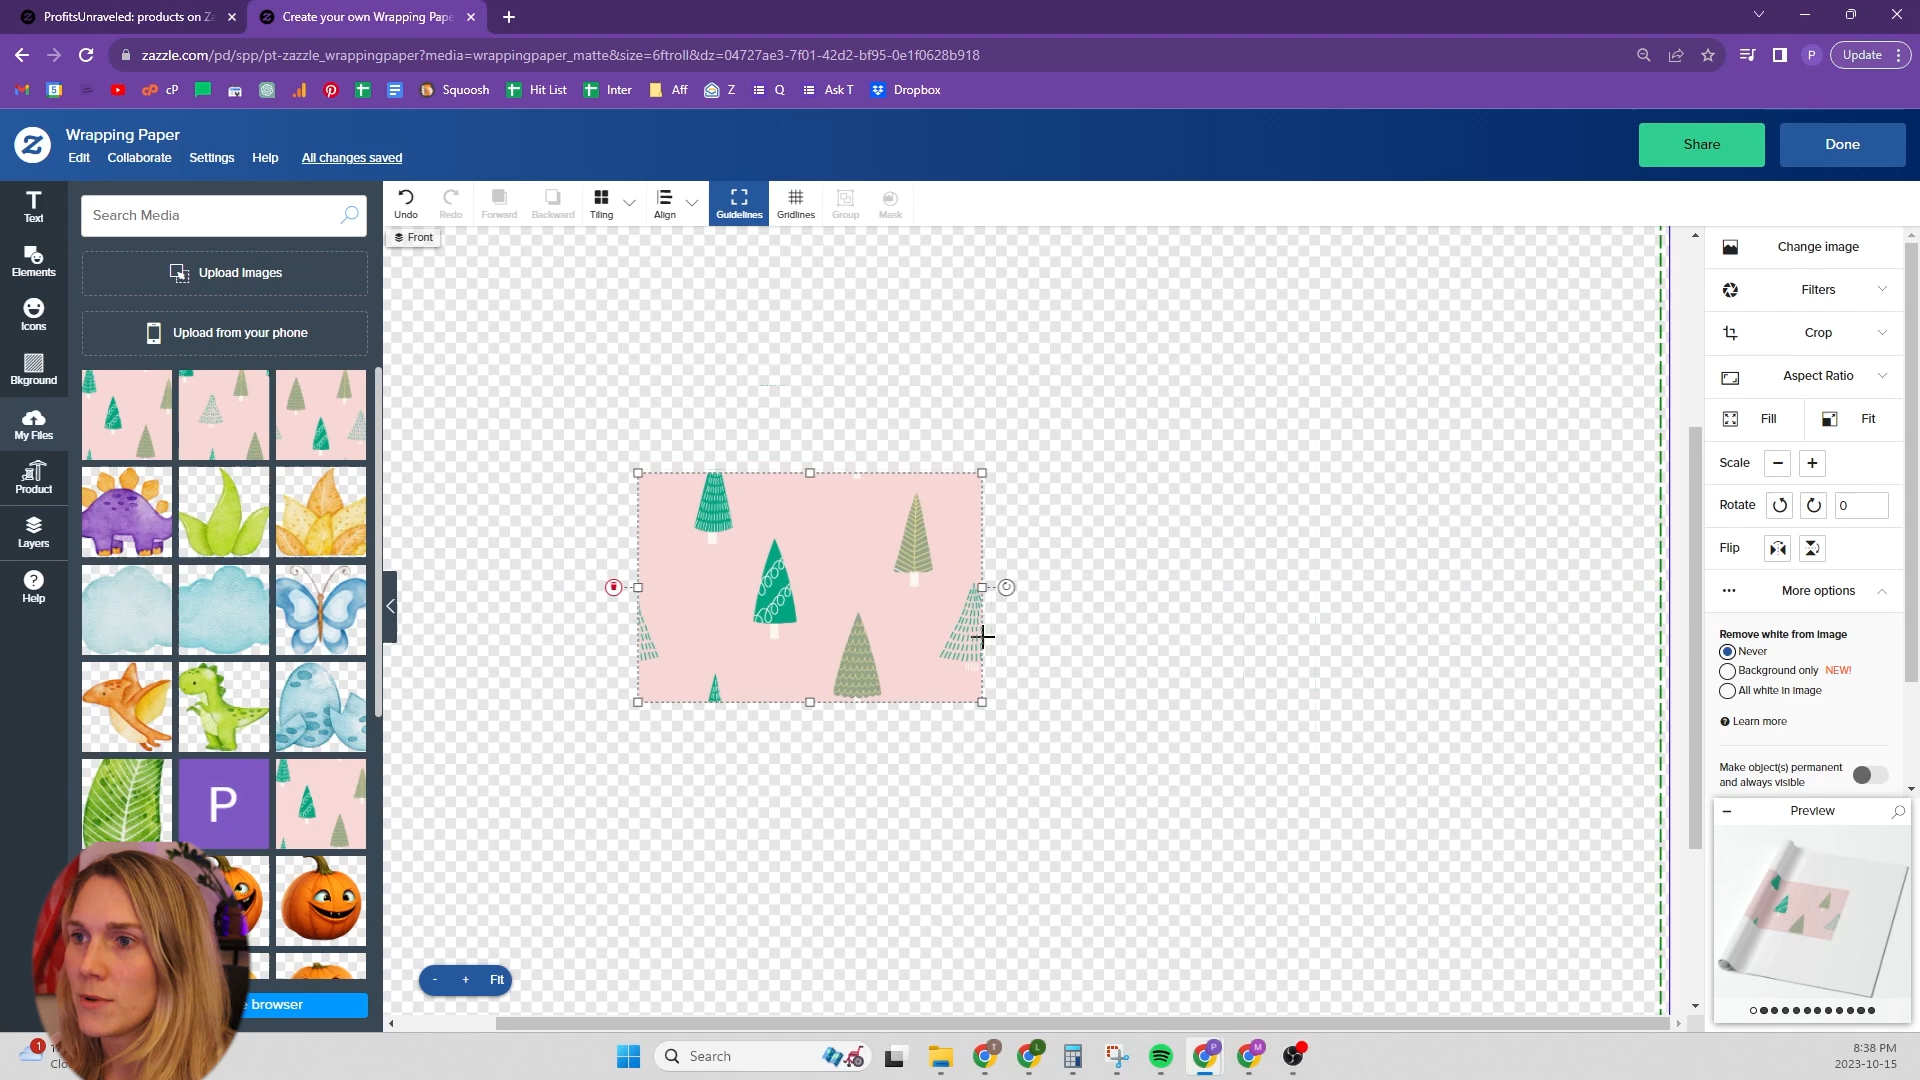 ProfitsUnraveled: products on Za
Create your own Wrapping Pape
zazzle.com/pd/spp/pt-zazzle_wrappingpaper?media=wrappingpaper_matte&size=6ftroll&dz=04727ae3-7f01-42d2-bf95-0e1f0628b918
P
Update
5
cP
Squoosh
Hit List
Inter
Aff
Z
Q
Ask T
Dropbox
Z
Wrapping Paper
Edit
Collaborate
Settings
Help
All changes saved
Share
Done
Text
Elements
Icons
Bkground
My Files
Product
Layers
Help
Search Media
Upload Images
Upload from your phone
P
browser
Undo
Redo
Forward
Backward
Tiling
Align
Guidelines
Gridlines
Group
Mask
Front
- + Fit
Change image
Filters
Crop
Aspect Ratio
Fill
Fit
Scale
Rotate
0
Flip
More options
Remove white from image
Never
Background only NEW!
All white in image
Learn more
Make object(s) permanent
and always visible
Preview
1
Search
T
L
P
M
8:38 PM
2023-10-15